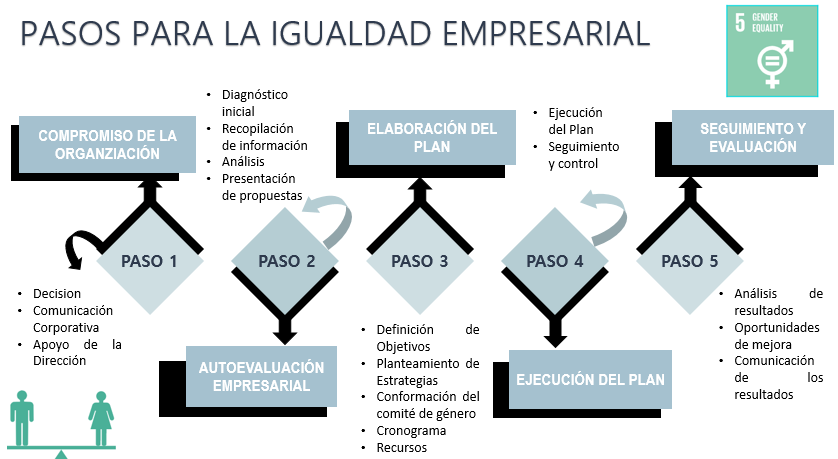 PASOS PARA LA IGUALDAD EMPRESARIAL
5 GENDER
EQUALITY
COMPROMISO DE LA
ORGANZIACIÓN
PASO 1
• Decision
• Comunicación
Corporativa
• Apoyo de la
Dirección
• Diagnóstico
inicial
• Recopilación
de información
• Análisis
• Presentación
de propuestas
PASO 2
AUTOEVALUACIÓN
EMPRESARIAL
ELABORACIÓN DEL
PLAN
PASO 3
• Definición de
Objetivos
• Planteamiento de
Estrategias
• Conformación del
comité de género
• Cronograma
• Recursos
• Ejecución
del Plan
• Seguimiento
y control
PASO 4
EJECUCIÓN DEL PLAN
SEGUIMIENTO Y
EVALUACIÓN
PASO 5
• Análisis de
resultados
• Oportunidades
de mejora
• Comunicación
de los
resultados